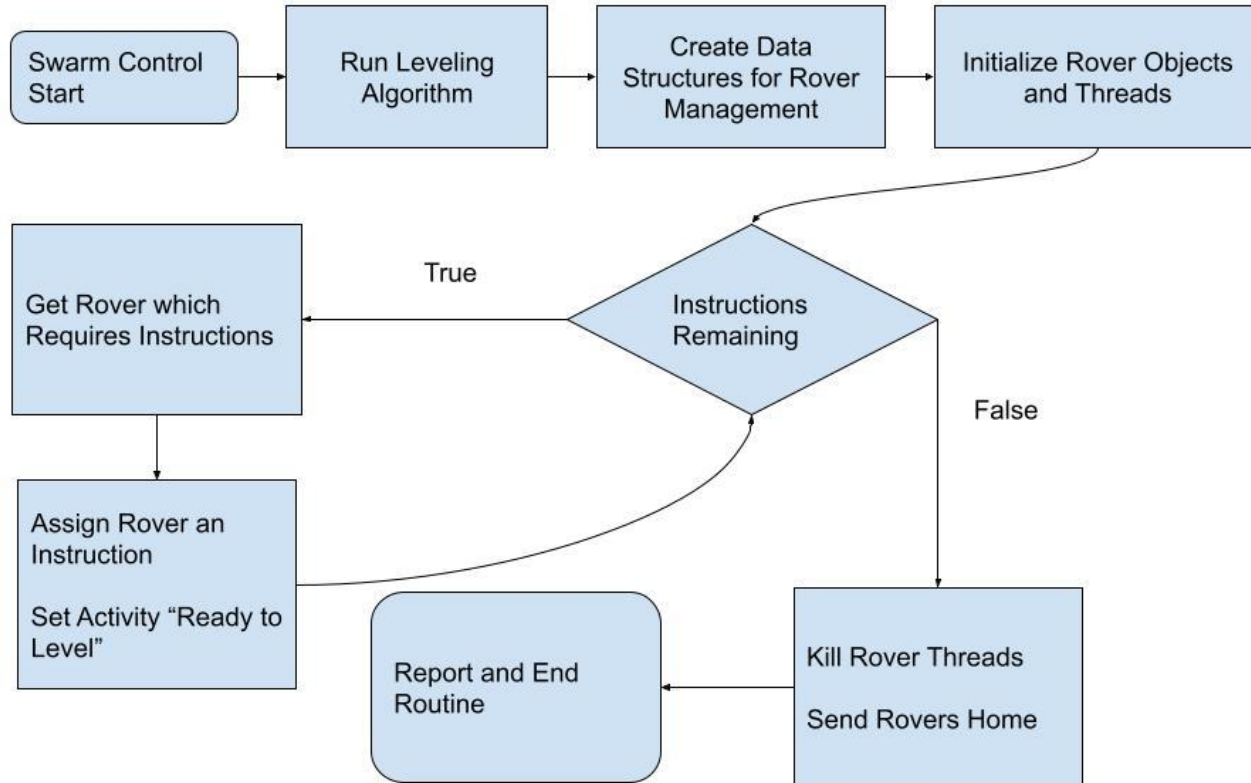 Swarm Control
Start
Run Leveling
Algorithm
Create Data
Structures for Rover
Management
Initialize Rover Objects
and Threads
True
Instructions
Remaining
Get Rover which
Requires Instructions
False
Assign Rover an
Instruction
Set Activity “Ready to
Level”
Report and End
Routine
Kill Rover Threads
Send Rovers Home